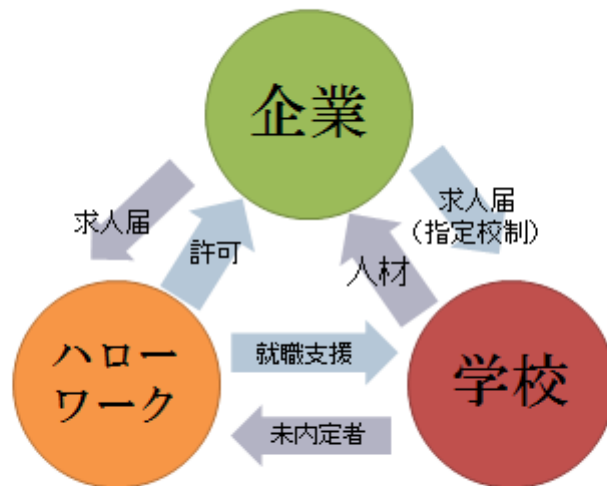 企業
求人届
求人届
（指定校制）
許可
人材
ハロー
ワーク
就職支援
学校
未内定者